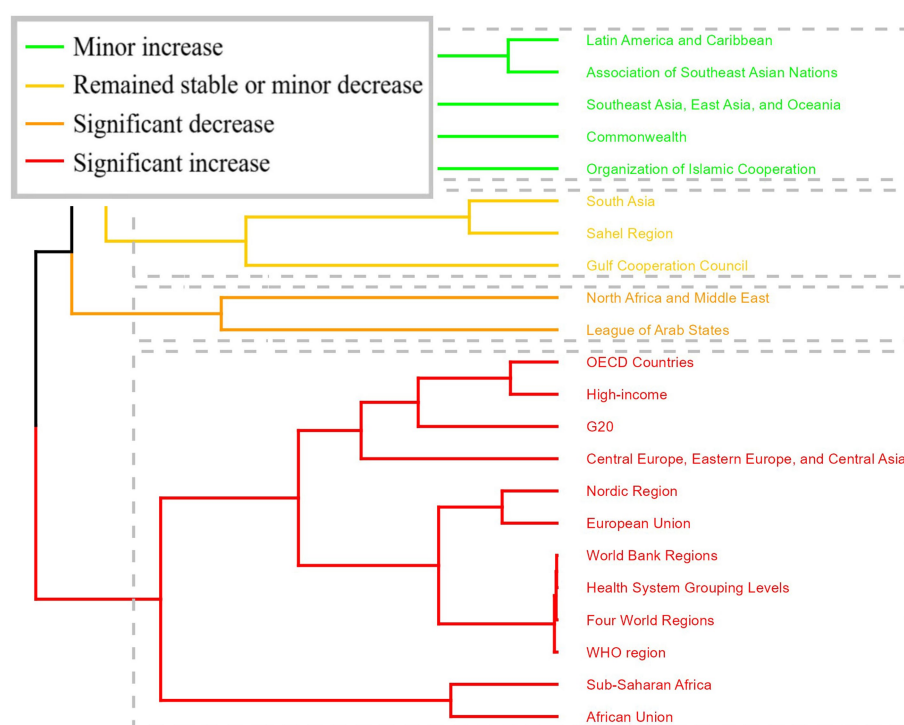 Minor increase
Remained stable or minor decrease
Significant decrease
Significant increase
Latin America and Caribbean
Association of Southeast Asian Nations
Southeast Asia, East Asia, and Oceania
Commonwealth
Organization of Islamic Cooperation
South Asia
Sahel Region
Gulf Cooperation Council
North Africa and Middle East
League of Arab States
OECD Countries
High-income
G20
Central Europe, Eastern Europe, and Central Asia
Nordic Region
European Union
World Bank Regions
Health System Grouping Levels
Four World Regions
WHO region
Sub-Saharan Africa
African Union